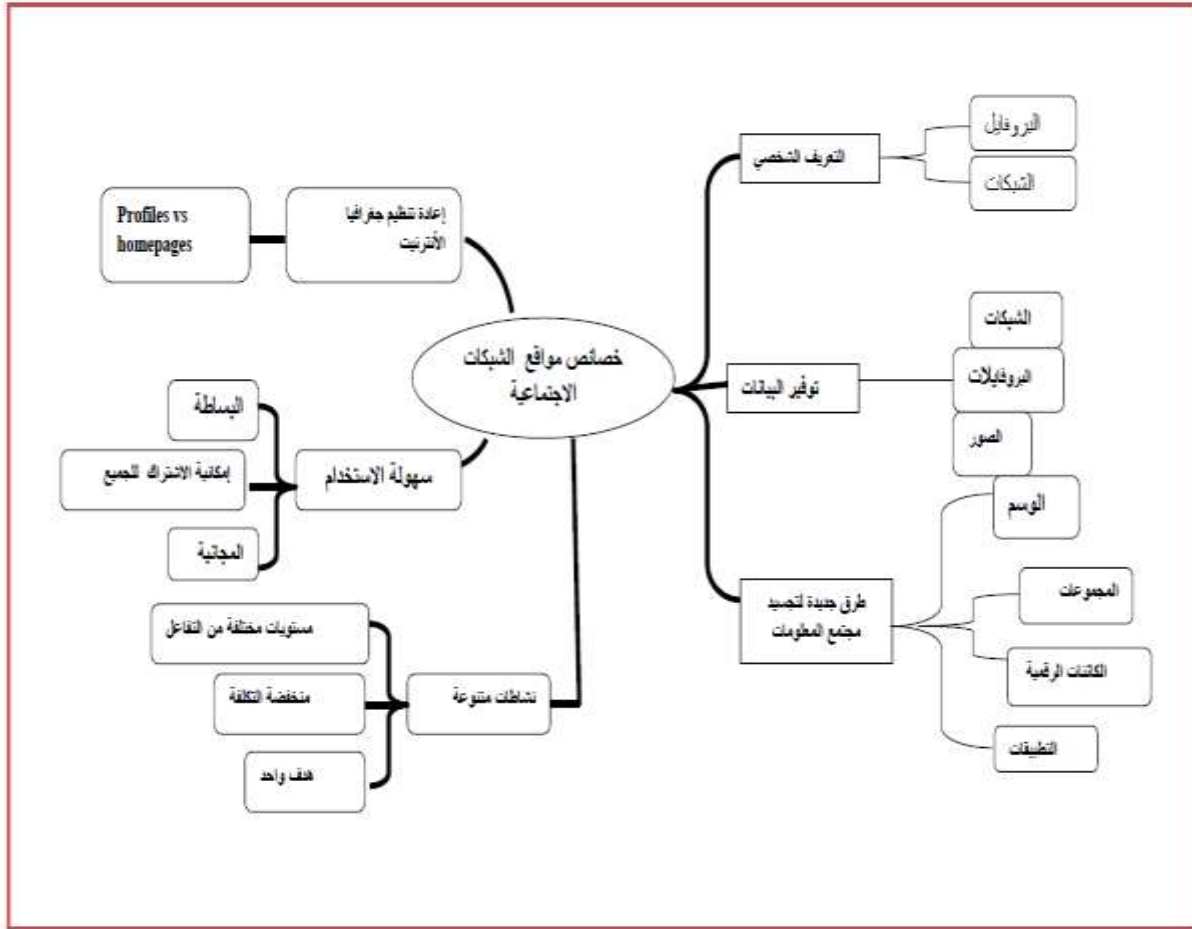 خصائص مواقع الشبكات
الاجتماعية
التعريف الشخصي
البروفايل
الشبكات
توفير البيانات
الشبكات
البروفايلات
الصور
طرق جديدة لتجسيد
مجتمع المعلومات
الوسم
المجموعات
الكائنات الرقمية
التطبيقات
إعادة تنظيم جغرافيا
الأنترنيت
Profiles vs
homepages
سهولة الاستخدام
البساطة
إمكانية الاشتراك للجميع
المجانية
نشاطات متنوعة
مستويات مختلفة من التفاعل
منخفضة التكلفة
هدف واحد